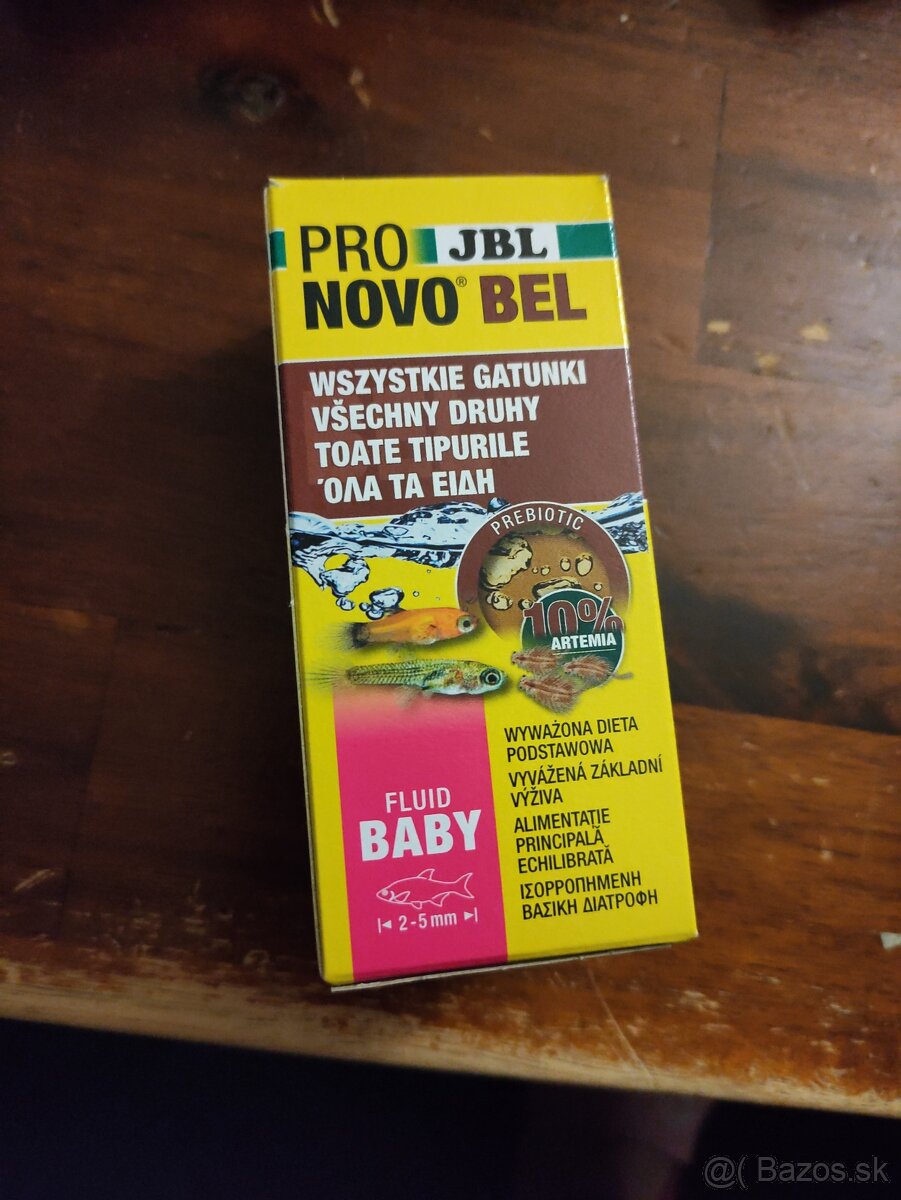 PRO JBL
NOVO® BEL
WSZYSTKIE GATUNKI
VŠECHNY DRUHY
TOATE TIPURILE
ΌΛΑ ΤΑ ΕΙΔΗ
PREBIOTIC
10%
ARTEMIA
WYWAŻONA DIETA
PODSTAWOWA
VYVÁŽENÁ ZÁKLADNÍ
VÝŽIVA
ALIMENTAȚIE
PRINCIPALĂ
ECHILIBRATĂ
ΙΣΟΡΡΟΠΗΜΕΝΗ
ΒΑΣΙΚΗ ΔΙΑΤΡΟΦΗ
FLUID
BABY
2-5 mm
@( Bazos.sk